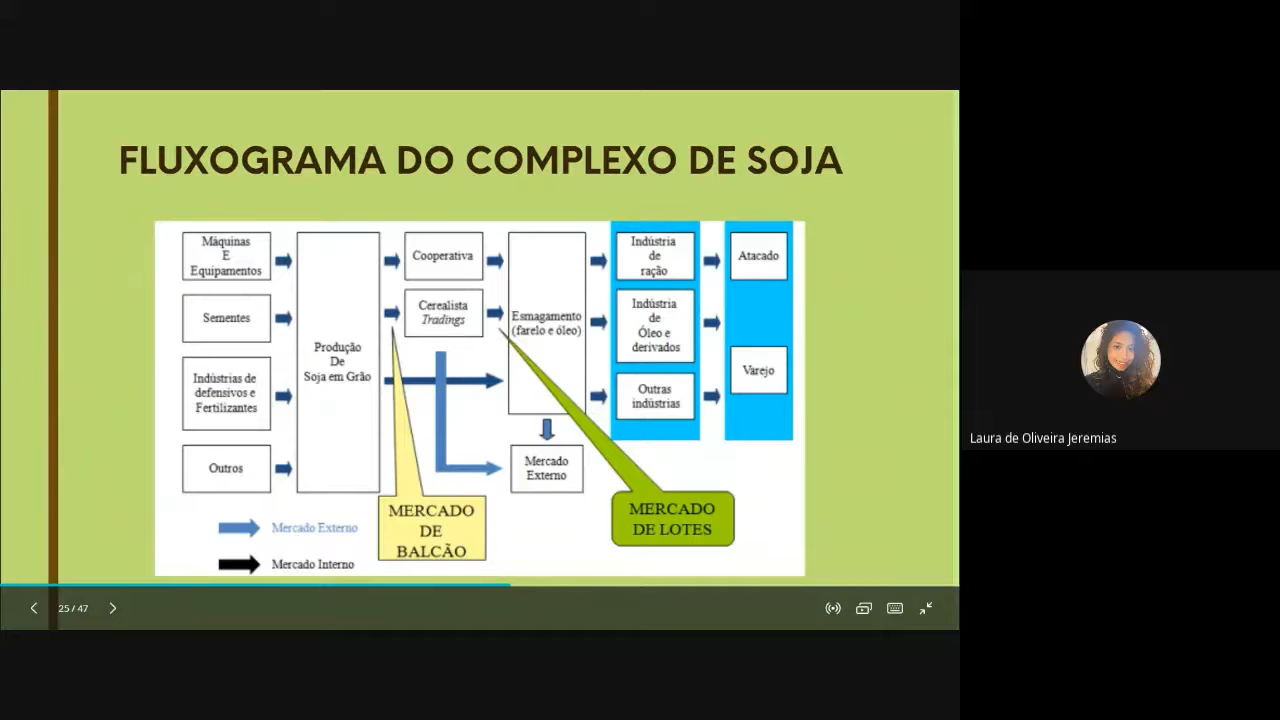 FLUXOGRAMA DO COMPLEXO DE SOJA
Máquinas
E
Equipamentos
Sementes
Indústrias de
defensivos e
Fertilizantes
Outros
Produção
De
Soja em Grão
Cooperativa
Cerealista
Tradings
Esmagamento
(farelo e óleo)
Mercado
Externo
Indústria
de
ração
Indústria
de
Óleo e
derivados
Outras
indústrias
Atacado
Varejo
MERCADO
DE
BALCÃO
MERCADO
DE LOTES
Mercado Externo
Mercado Interno
25 / 47
Laura de Oliveira Jeremias